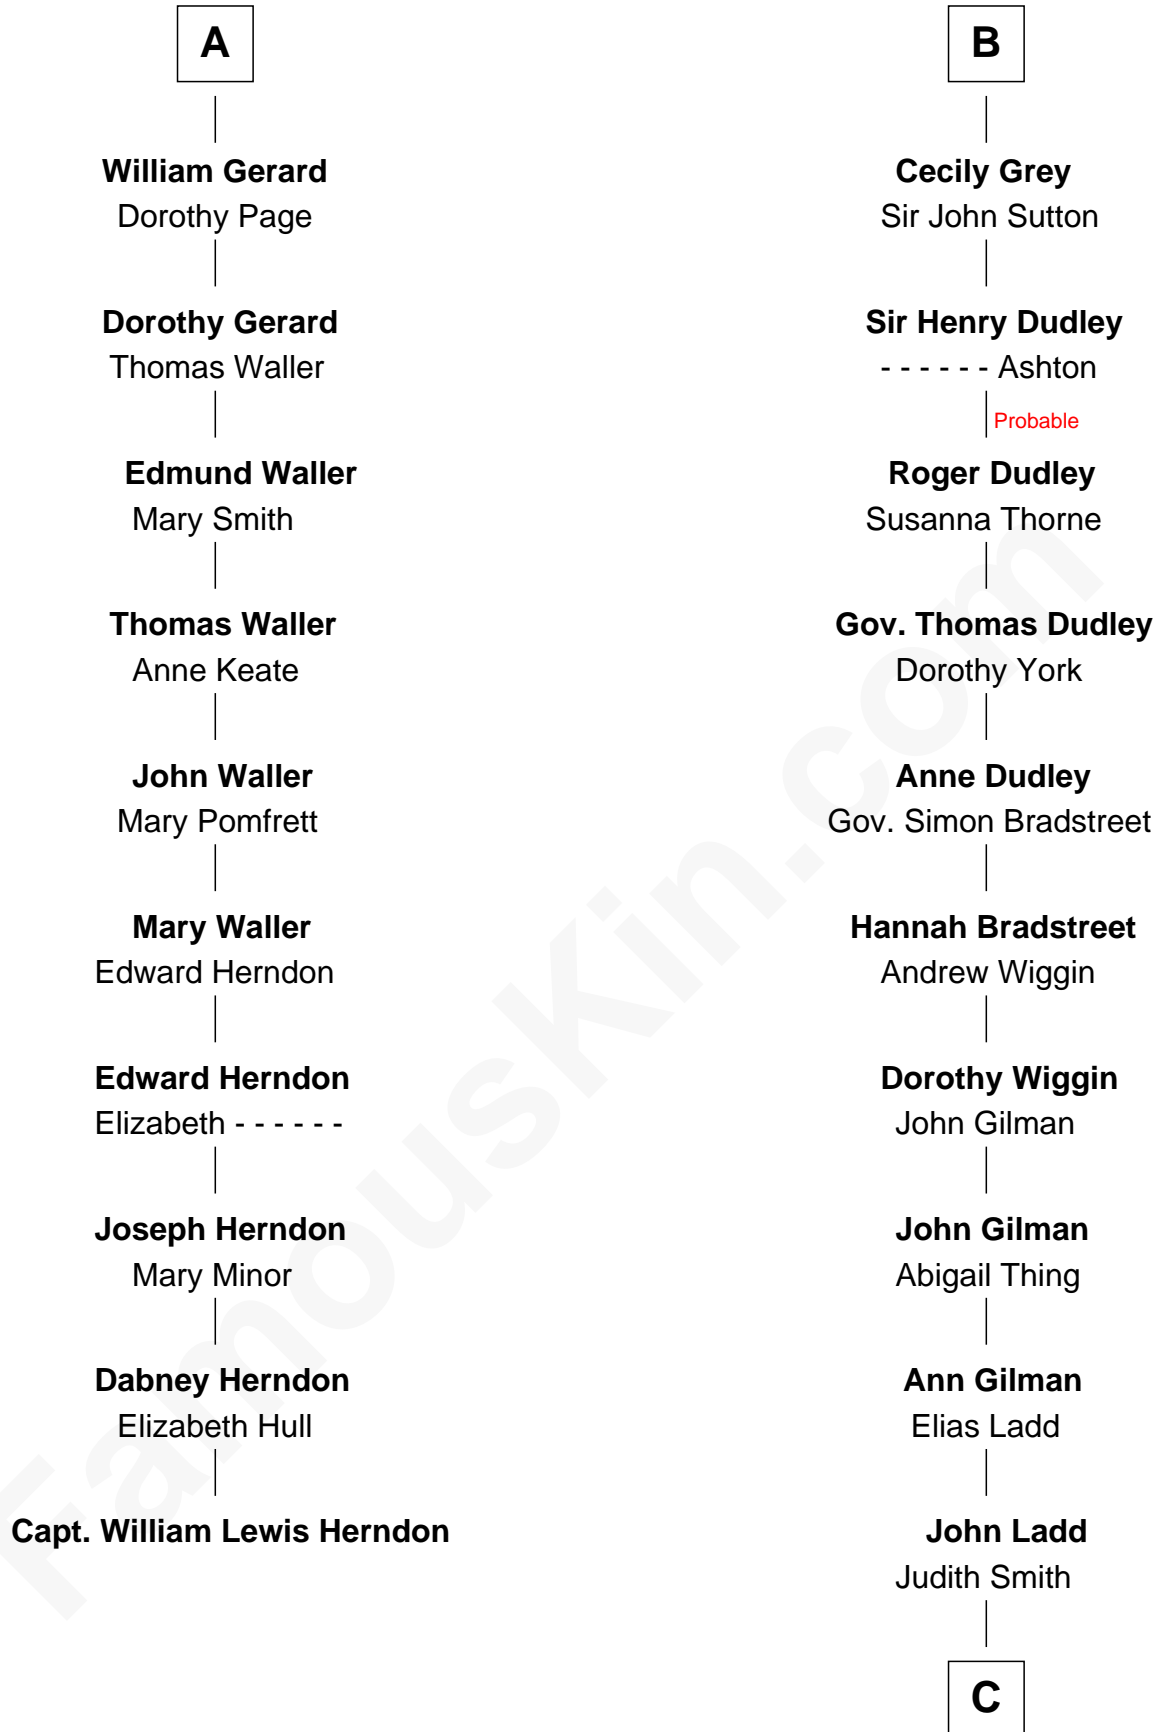 A
William Gerard
Dorothy Page
Dorothy Gerard
Thomas Waller
Edmund Waller
Mary Smith
Thomas Waller
Anne Keate
John Waller
Mary Pomfrett
Mary Waller
Edward Herndon
Edward Herndon
Elizabeth - - - - - -
Joseph Herndon
Mary Minor
Dabney Herndon
Elizabeth Hull
Capt. William Lewis Herndon
B
Cecily Grey
Sir John Sutton
Sir Henry Dudley
- - - - - - Ashton
Probable
Roger Dudley
Susanna Thorne
Gov. Thomas Dudley
Dorothy York
Anne Dudley
Gov. Simon Bradstreet
Hannah Bradstreet
Andrew Wiggin
Dorothy Wiggin
John Gilman
John Gilman
Abigail Thing
Ann Gilman
Elias Ladd
John Ladd
Judith Smith
C
FamousKin.com